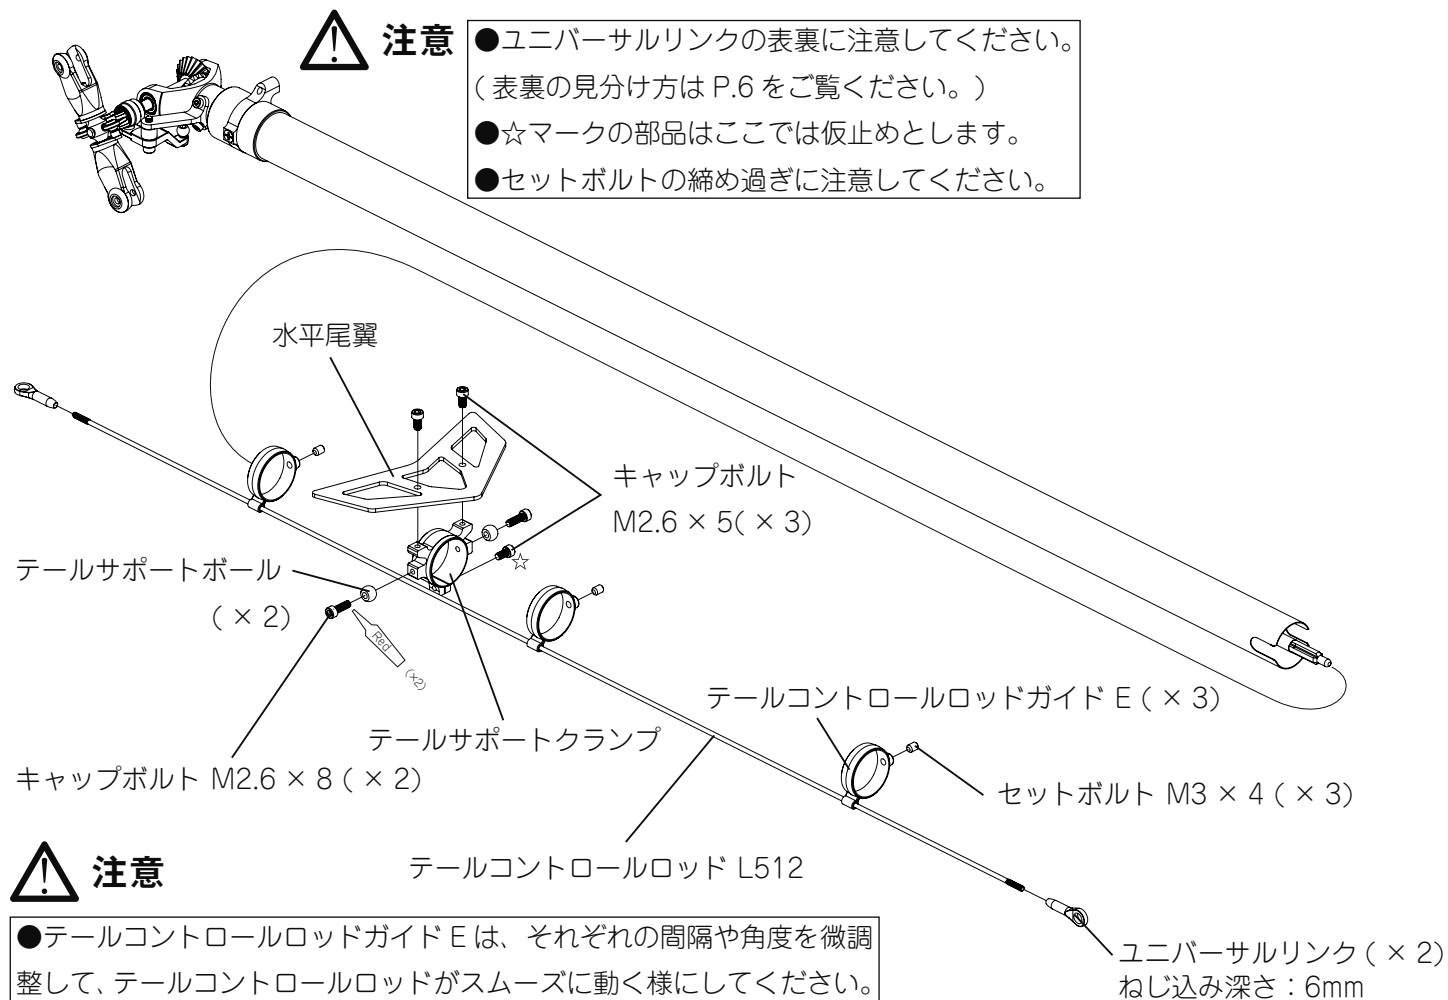 注意
●ユニバーサルリンクの表裏に注意してください。
( 表裏の見分け方は P.6 をご覧ください。)
●☆マークの部品はここでは仮止めとします。
●セットボルトの締め過ぎに注意してください。
水平尾翼
キャップボルト
M2.6 × 5( × 3)
☆
テールサポートボール
( × 2)
Red
(×2)
テールコントロールロッドガイド E ( × 3)
テールサポートクランプ
キャップボルト M2.6 × 8 ( × 2)
セットボルト M3 × 4 ( × 3)
テールコントロールロッド L512
注意
●テールコントロールロッドガイド E は、それぞれの間隔や角度を微調
整して、テールコントロールロッドがスムーズに動く様にしてください。
ユニバーサルリンク ( × 2)
ねじ込み深さ：6mm